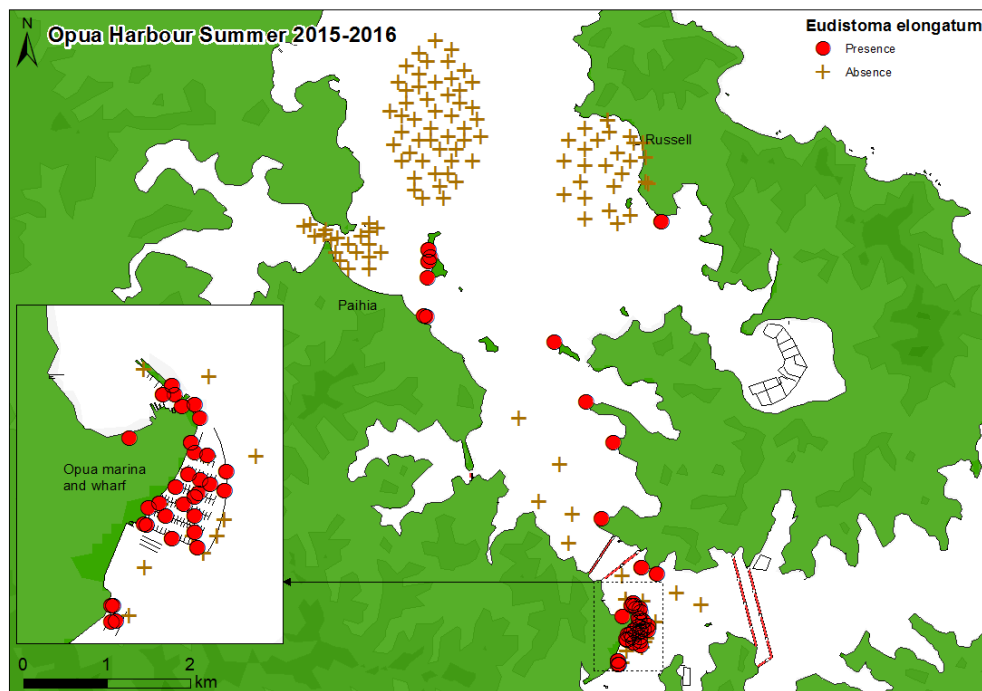 N
Opua Harbour Summer 2015-2016
Eudistoma elongatum
Presence
Absence
Russell
Paihia
Opua marina
and wharf
0 1 2
km